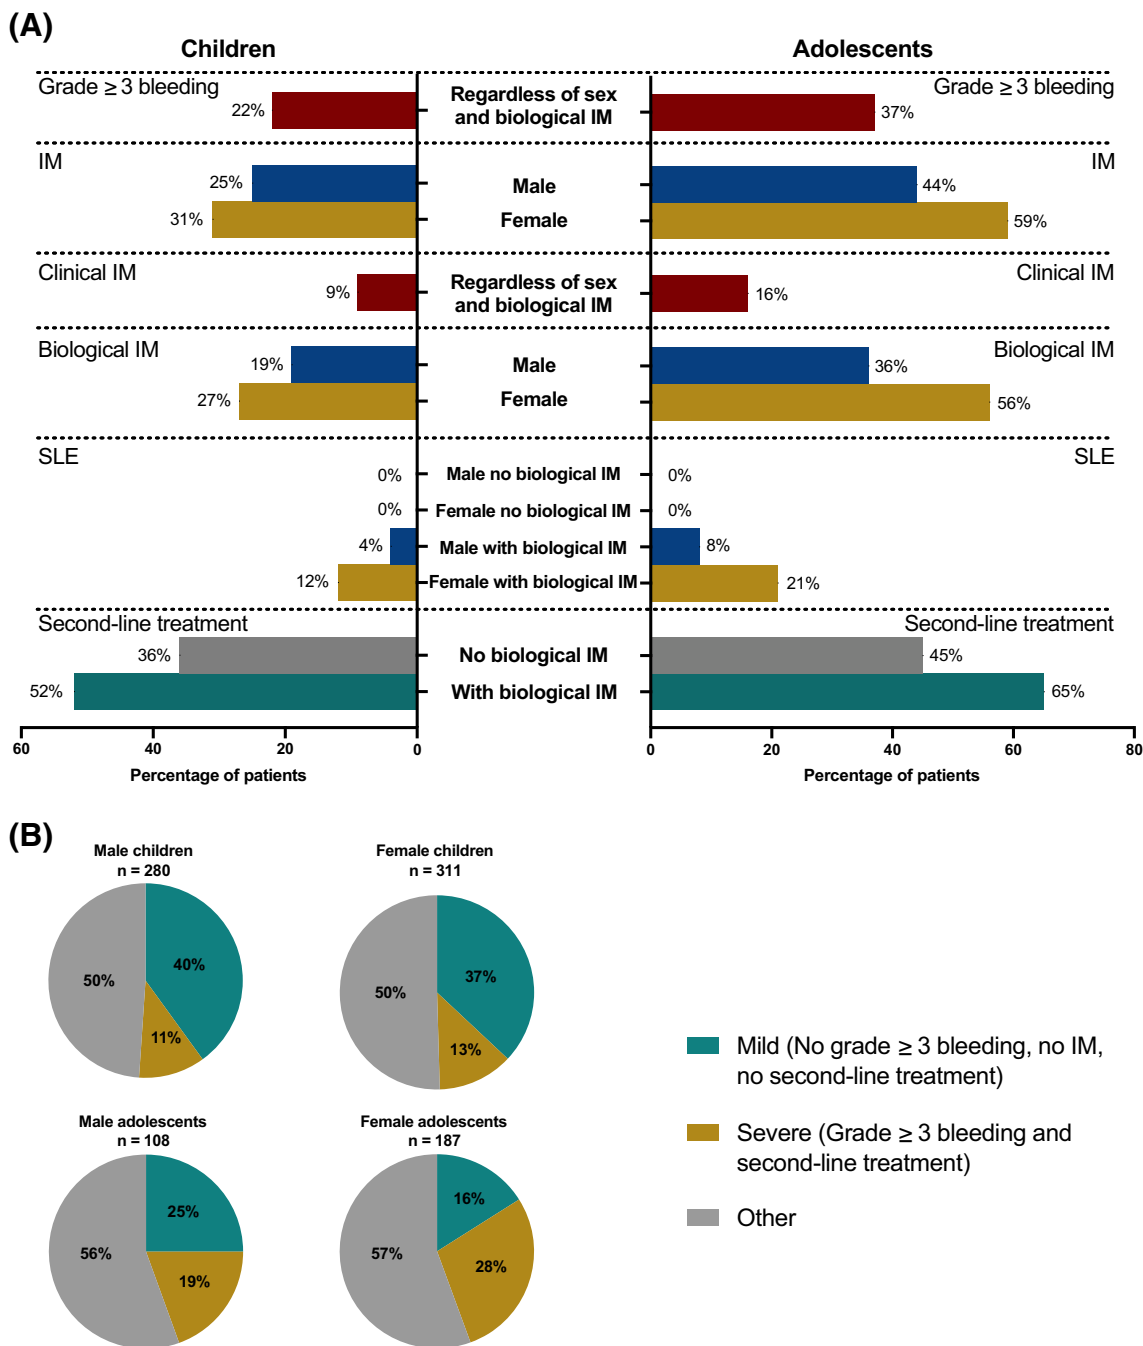 (A)
Children
Adolescents
Grade ≥ 3 bleeding
22%
Regardless of sex
and biological IM
37%
Grade ≥ 3 bleeding
IM
25%
31%
Male
Female
44%
59%
IM
Clinical IM
9%
Regardless of sex
and biological IM
16%
Clinical IM
Biological IM
19%
27%
Male
Female
36%
56%
Biological IM
SLE
SLE
0%
Male no biological IM
0%
0%
Female no biological IM
0%
4%
Male with biological IM
8%
12%
Female with biological IM
21%
Second-line treatment
Second-line treatment
36%
No biological IM
45%
52%
With biological IM
65%
60
40
20
0
0
20
40
60
80
Percentage of patients
Percentage of patients
(B)
Male children
n = 280
40%
11%
50%
Female children
n = 311
37%
13%
50%
Male adolescents
n = 108
25%
19%
56%
Female adolescents
n = 187
16%
28%
57%
Mild (No grade ≥ 3 bleeding, no IM,
no second-line treatment)
Severe (Grade ≥ 3 bleeding and
second-line treatment)
Other